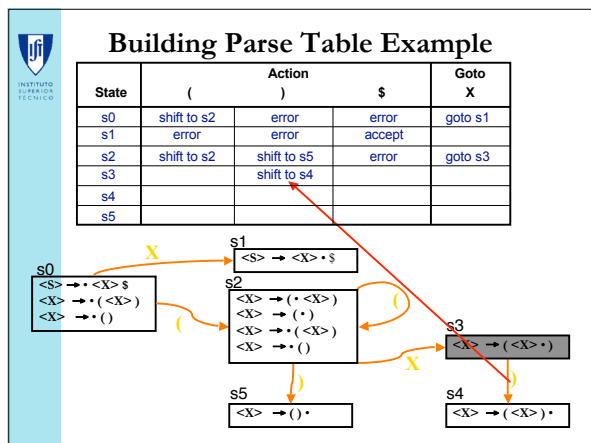 Building Parse Table Example
INSTITUTO
SUPERIOR
TÉCNICO
Action Goto
State ( ) $ X
s0 shift to s2 error error goto s1
s1 error error accept
s2 shift to s2 shift to s5 error goto s3
s3 shift to s4
s4
s5
s0
<S> → • <X> $
<X> → • ( <X> )
<X> → • ( )
X
s1
<S> → <X> • $
(
s2
<X> → ( • <X> )
<X> → ( • )
<X> → • ( <X> )
<X> → • ( )
(
X
s3
<X> → ( <X> • )
)
s5
<X> → ( ) •
)
s4
<X> → ( <X> ) •